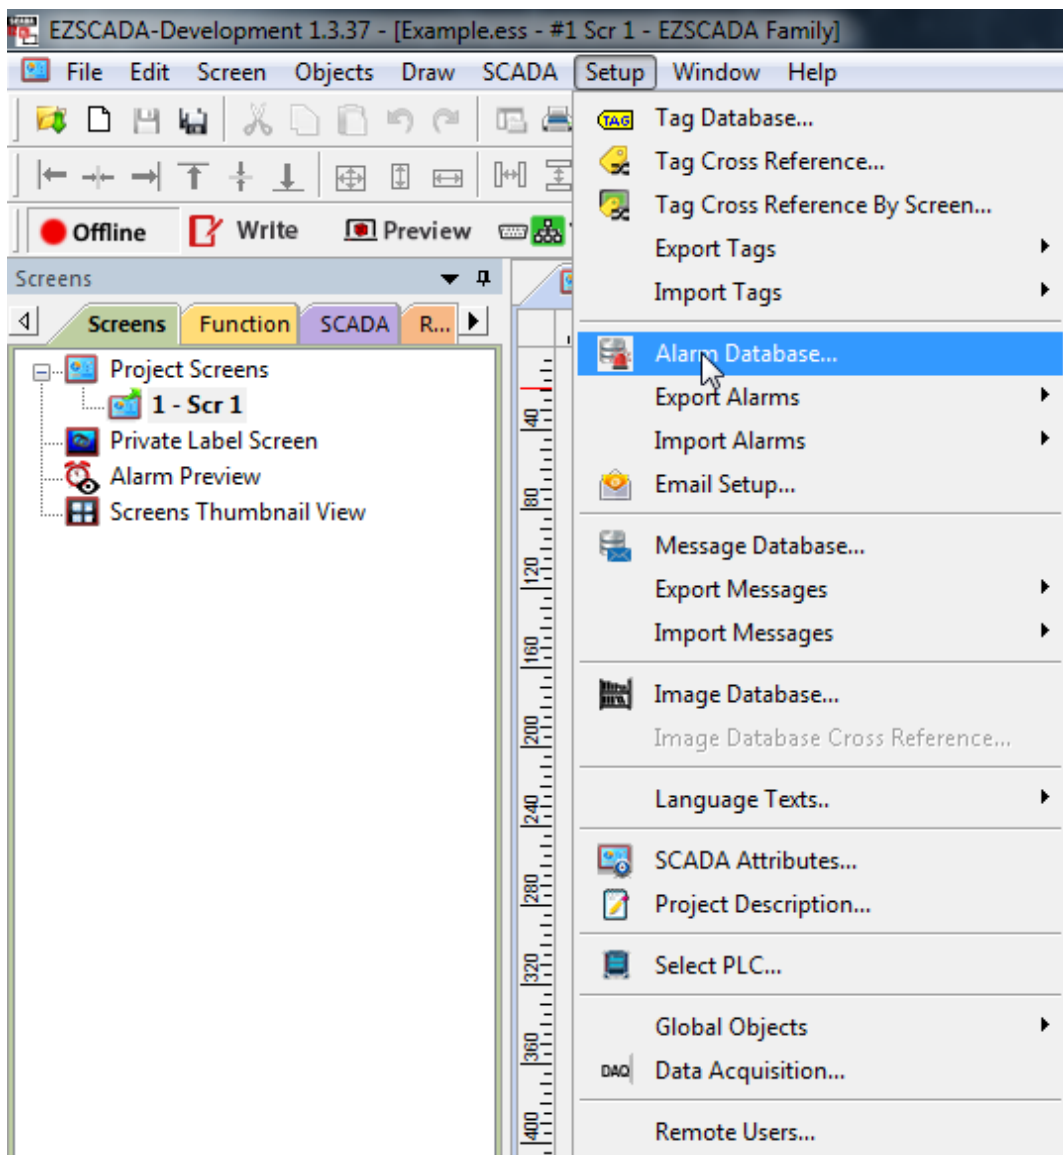 EZSCADA-Development 1.3.37 - [Example.ess - #1 Scr 1 - EZSCADA Family]
File Edit Screen Objects Draw SCADA Setup Window Help
Offline Write Preview
Screens
Screens Function SCADA R...
Project Screens
1 - Scr 1
Private Label Screen
Alarm Preview
Screens Thumbnail View
40
80
120
160
200
240
280
320
360
400
TAG Tag Database...
Tag Cross Reference...
Tag Cross Reference By Screen...
Export Tags
Import Tags
Alarm Database...
Export Alarms
Import Alarms
Email Setup...
Message Database...
Export Messages
Import Messages
Image Database...
Image Database Cross Reference...
Language Texts..
SCADA Attributes...
Project Description...
Select PLC...
Global Objects
DAQ Data Acquisition...
Remote Users...